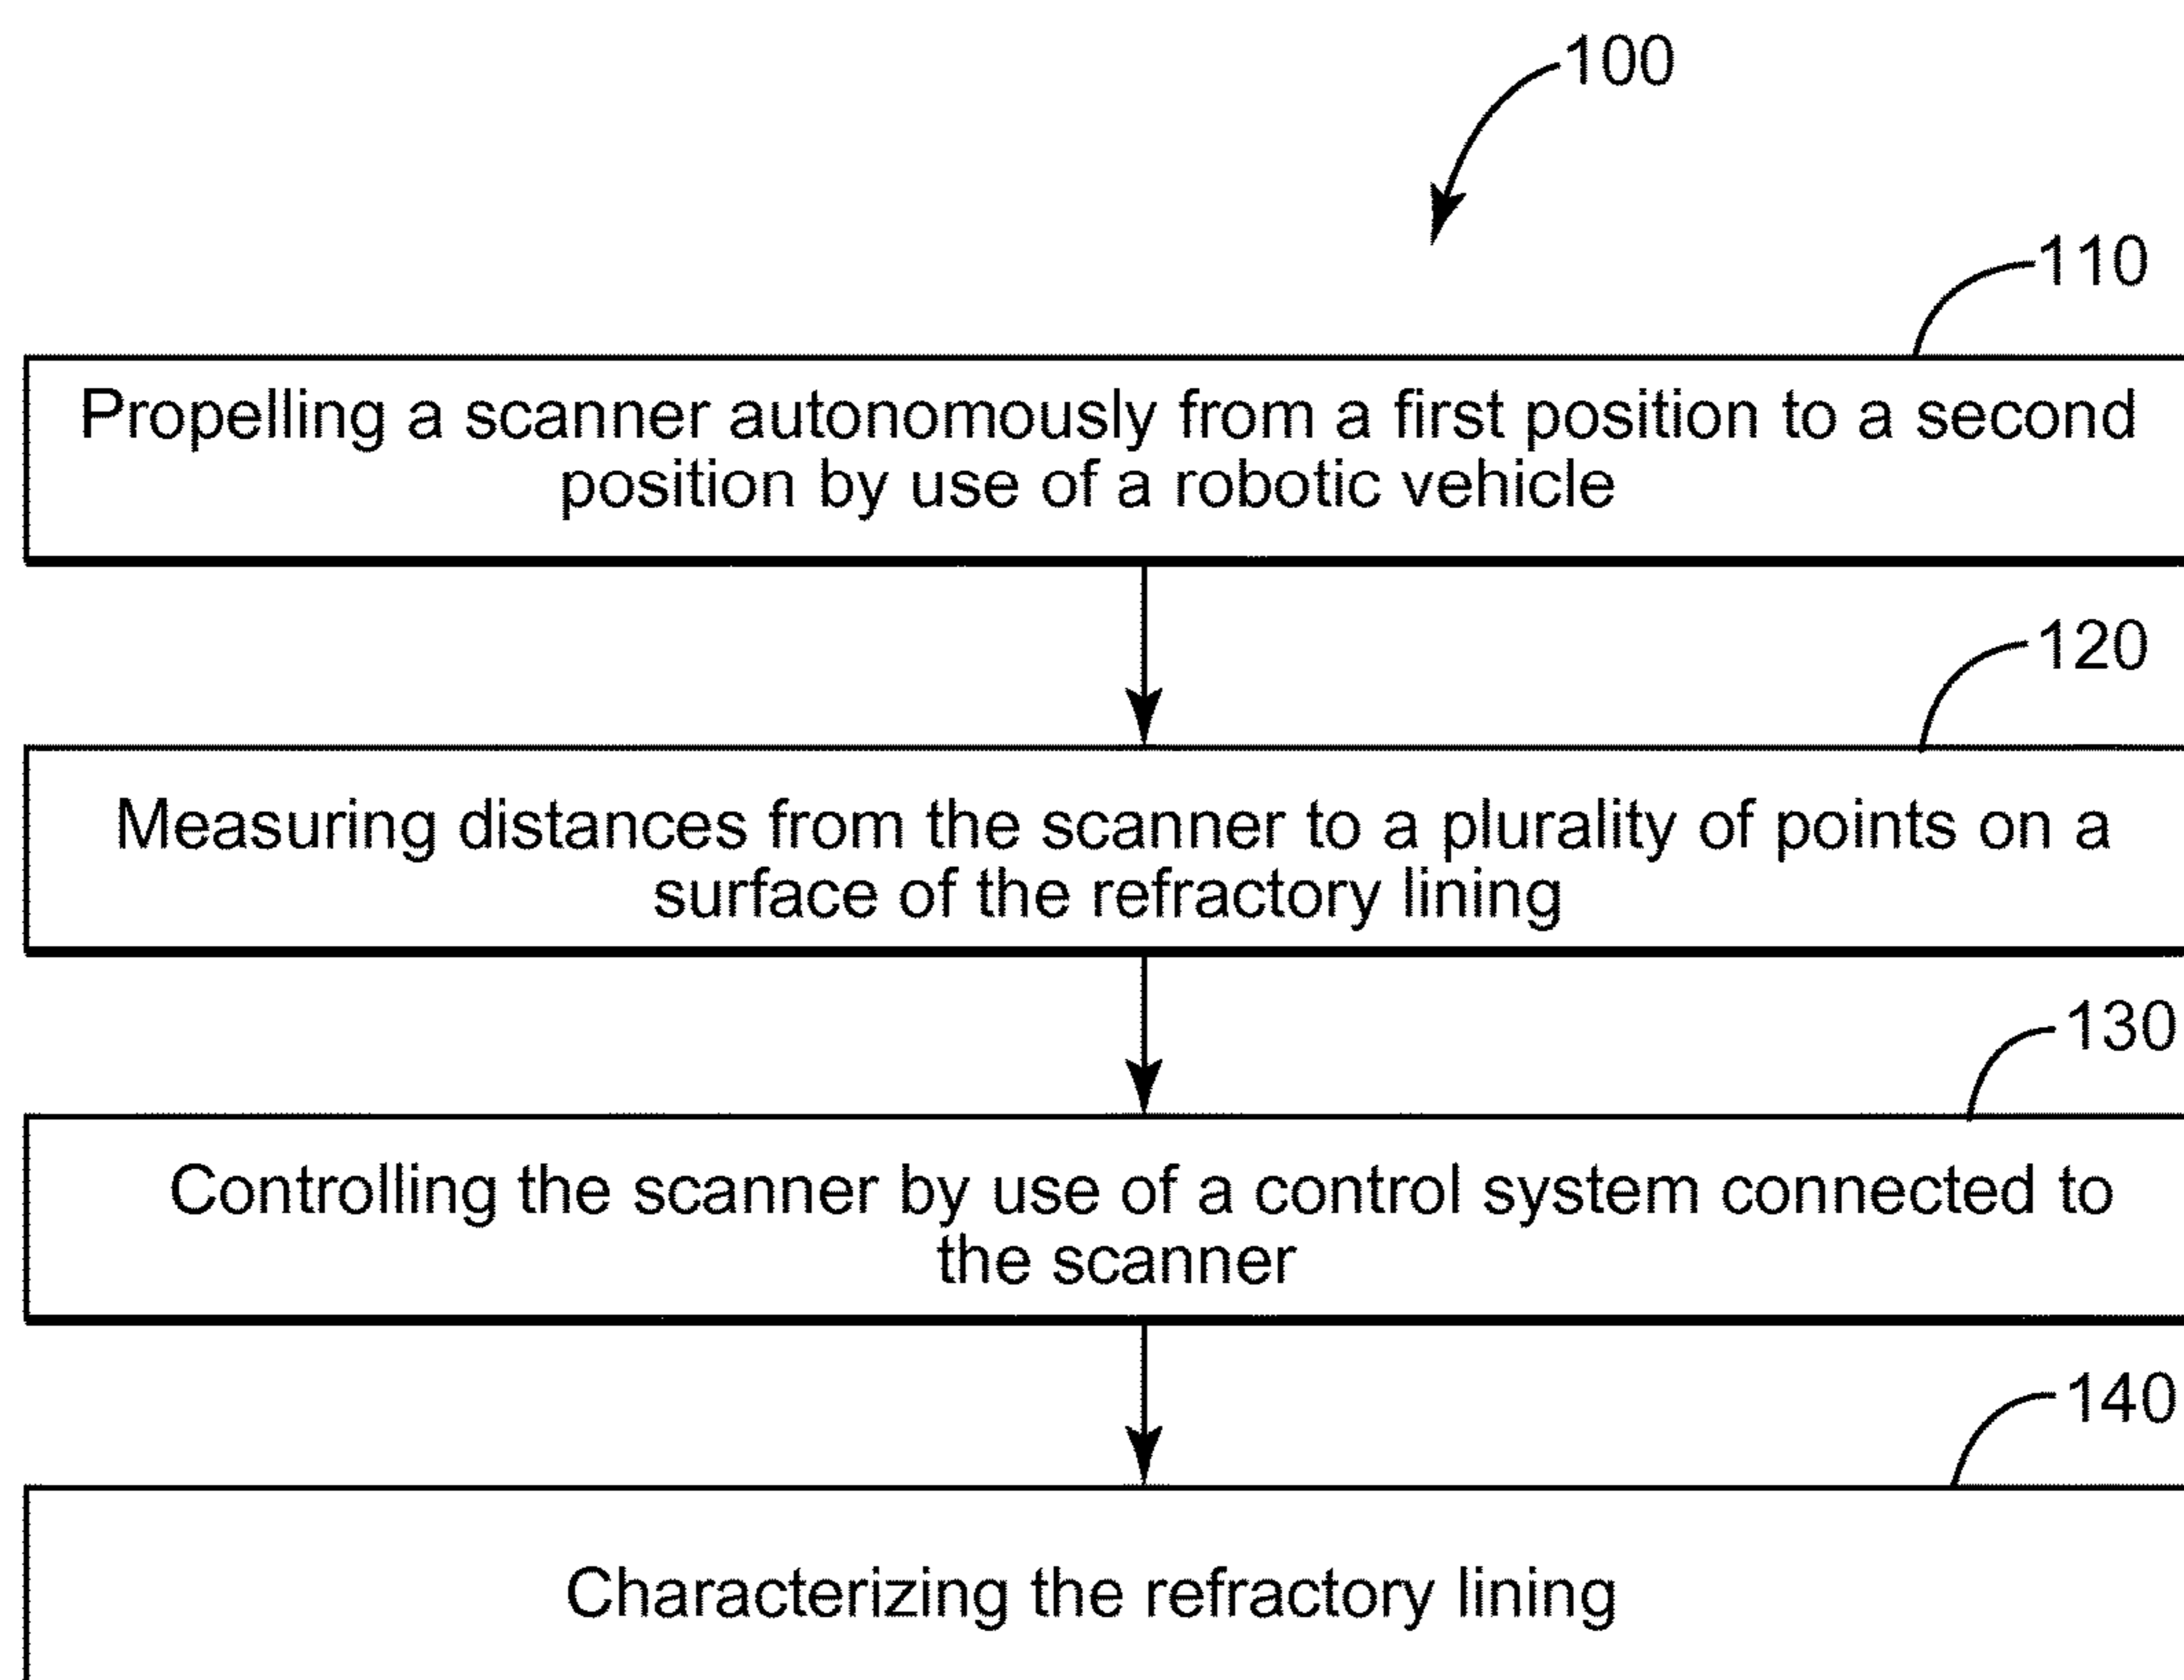 100
110
Propelling a scanner autonomously from a first position to a second
position by use of a robotic vehicle
120
Measuring distances from the scanner to a plurality of points on a
surface of the refractory lining
130
Controlling the scanner by use of a control system connected to
the scanner
140
Characterizing the refractory lining